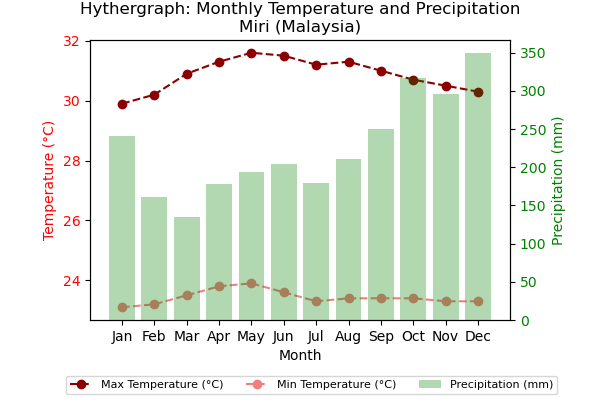 Hythergraph: Monthly Temperature and Precipitation
Miri (Malaysia)
32
30
28
26
24
Temperature (°C)
350
300
250
200
150
100
50
0
Precipitation (mm)
Jan Feb Mar Apr May Jun Jul Aug Sep Oct Nov Dec
Month
Max Temperature (°C) Min Temperature (°C) Precipitation (mm)